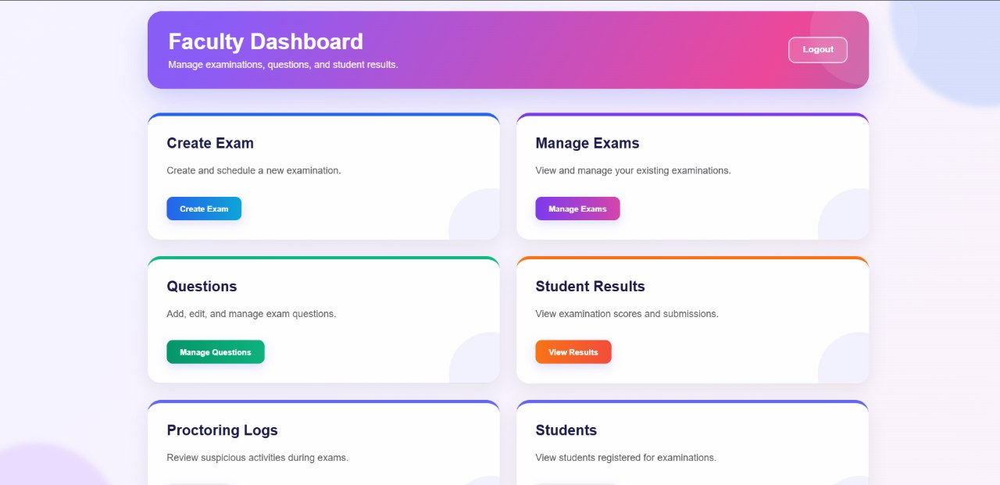 Faculty Dashboard
Manage examinations, questions, and student results.
Logout
Create Exam
Create and schedule a new examination.
Create Exam
Manage Exams
View and manage your existing examinations.
Manage Exams
Questions
Add, edit, and manage exam questions.
Manage Questions
Student Results
View examination scores and submissions.
View Results
Proctoring Logs
Review suspicious activities during exams.
Students
View students registered for examinations.